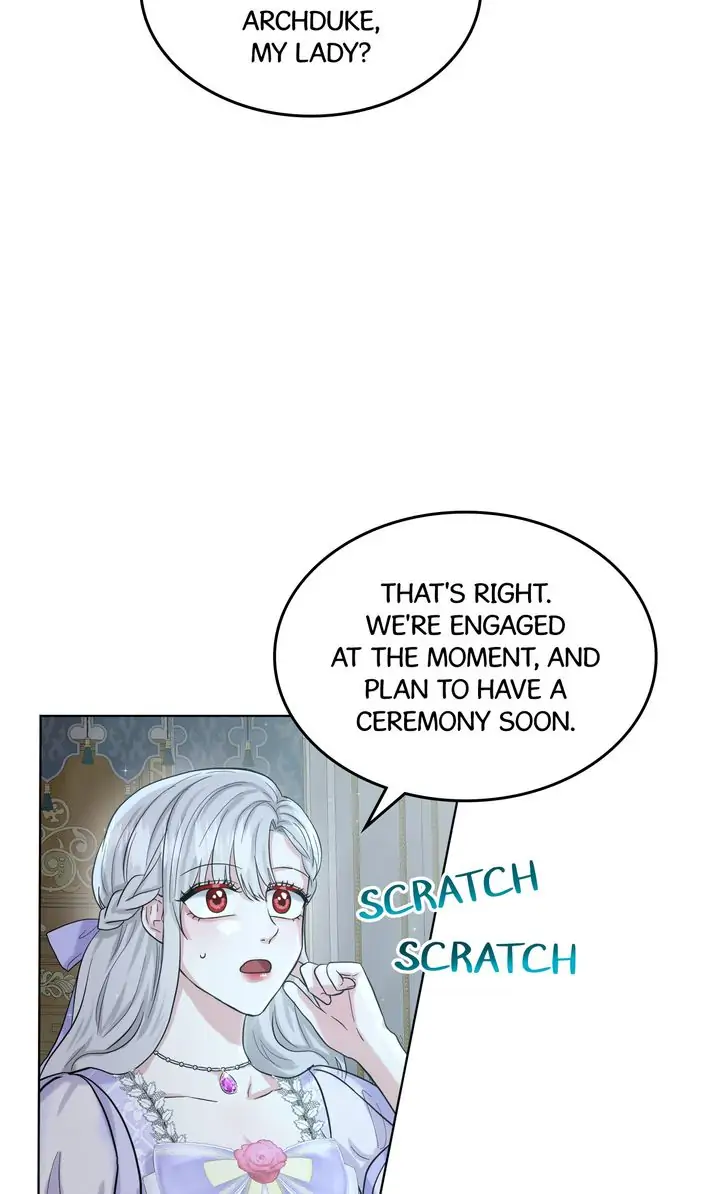 ARCHDUKE,
MY LADY?
THAT'S RIGHT.
WE'RE ENGAGED
AT THE MOMENT, AND
PLAN TO HAVE A
CEREMONY SOON.
SCRATCH
SCRATCH